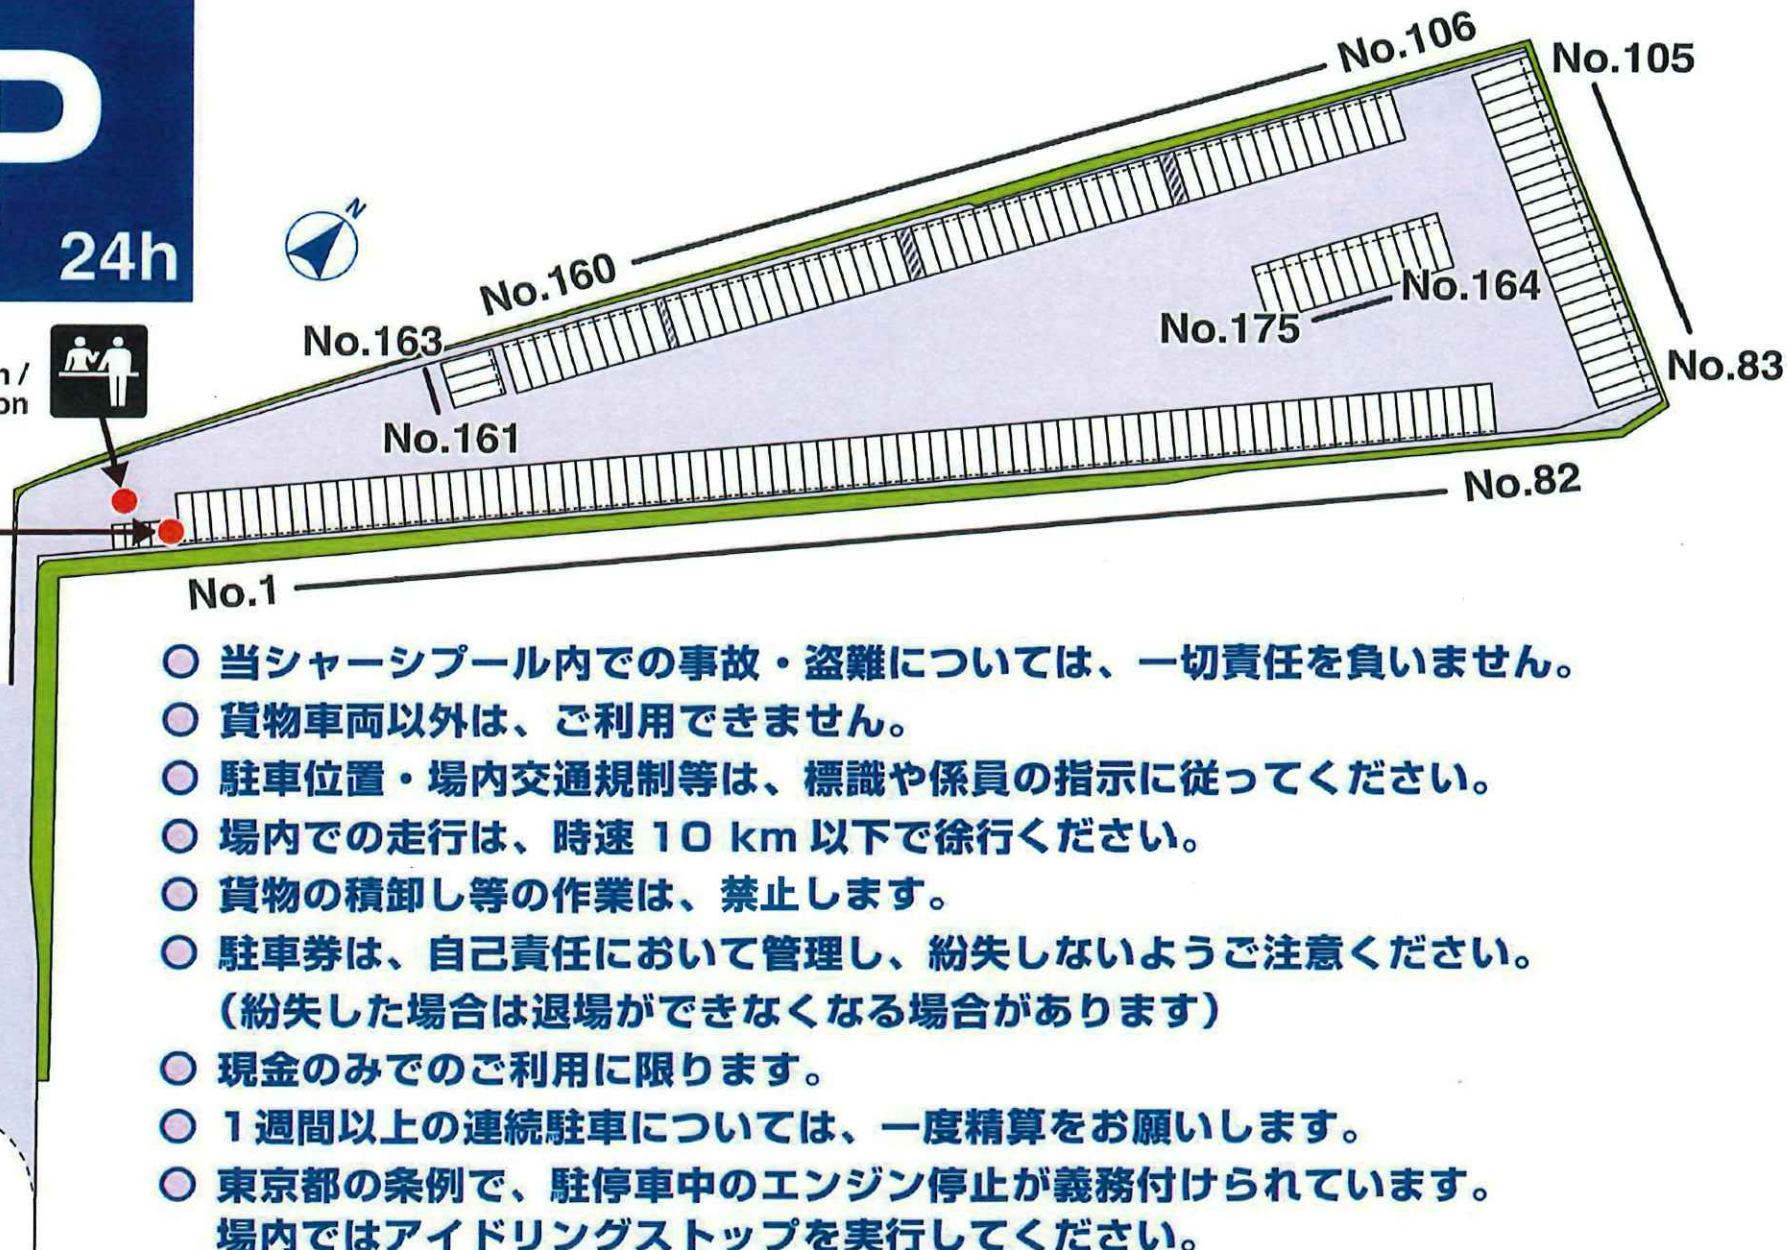 P
24h
N
No.106
No.105
No.160
No.163
No.164
No.175
No.161
No.83
No.82
No.1
n /
on
○ 当シャーシプール内での事故・盗難については、一切責任を負いません。
○ 貨物車両以外は、ご利用できません。
○ 駐車位置・場内交通規制等は、標識や係員の指示に従ってください。
○ 場内での走行は、時速 10 km 以下で徐行ください。
○ 貨物の積卸し等の作業は、禁止します。
○ 駐車券は、自己責任において管理し、紛失しないようご注意ください。
（紛失した場合は退場ができなくなる場合があります）
○ 現金のみでのご利用に限ります。
○ 1週間以上の連続駐車については、一度精算をお願いします。
○ 東京都の条例で、駐停車中のエンジン停止が義務付けられています。
場内ではアイドリングストップを実行してください。